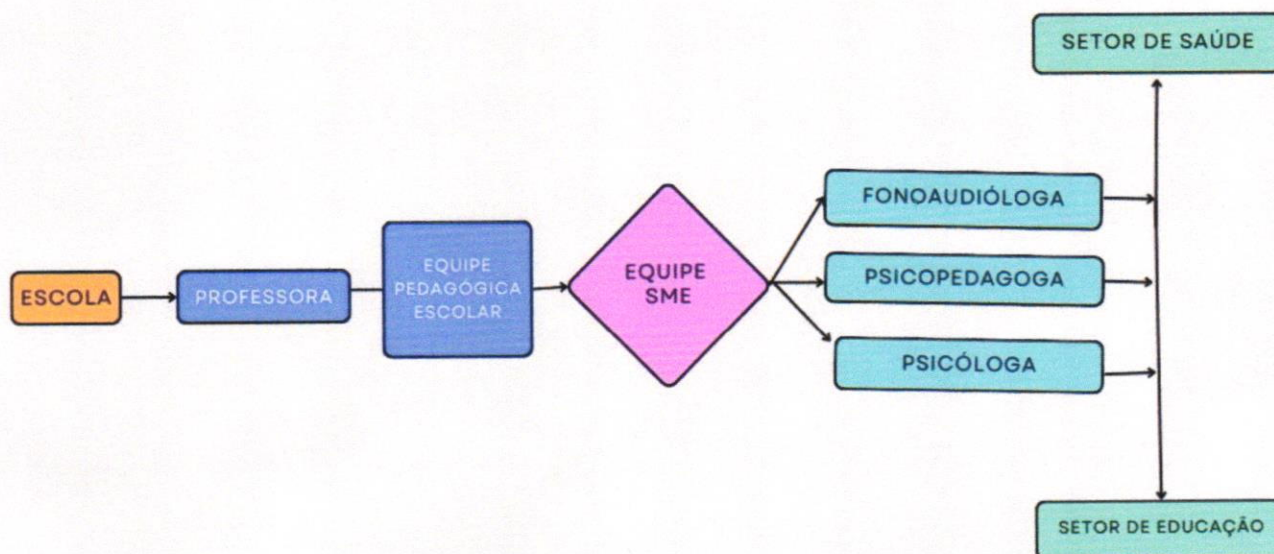 ESCOLA
PROFESSORA
EQUIPE
PEDAGÓGICA
ESCOLAR
EQUIPE
SME
FONOAUDIÓLOGA
PSICOPEDAGOGA
PSICÓLOGA
SETOR DE SAÚDE
SETOR DE EDUCAÇÃO